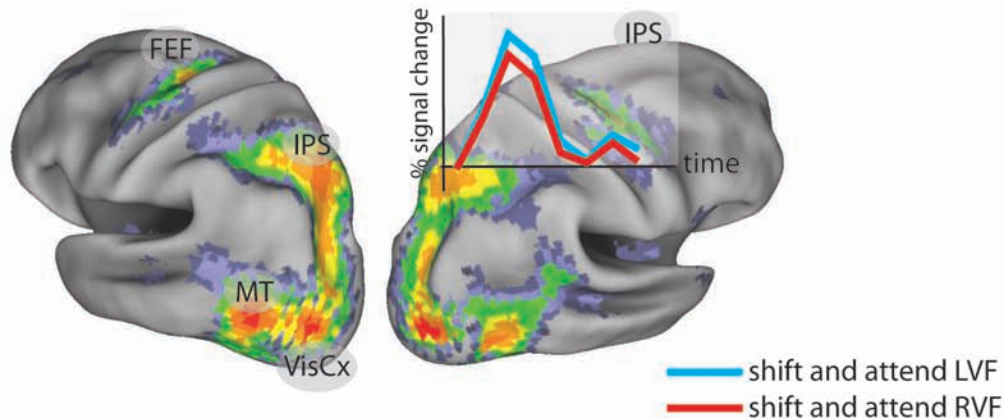 FEF
IPS
MT
VisCx
% signal change
IPS
time
shift and attend LVF
shift and attend RVF